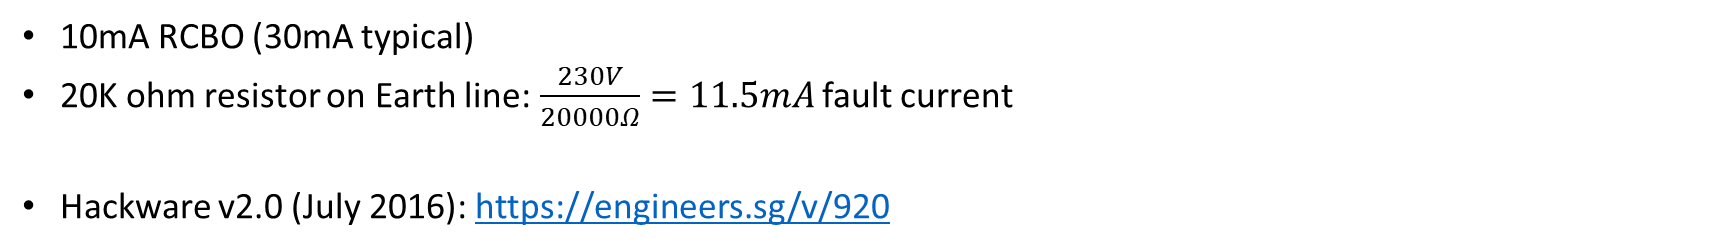 • 10mA RCBO (30mA typical)
• 20K ohm resistor on Earth line: 230V/20000Ω = 11.5mA fault current
• Hackware v2.0 (July 2016): https://engineers.sg/v/920